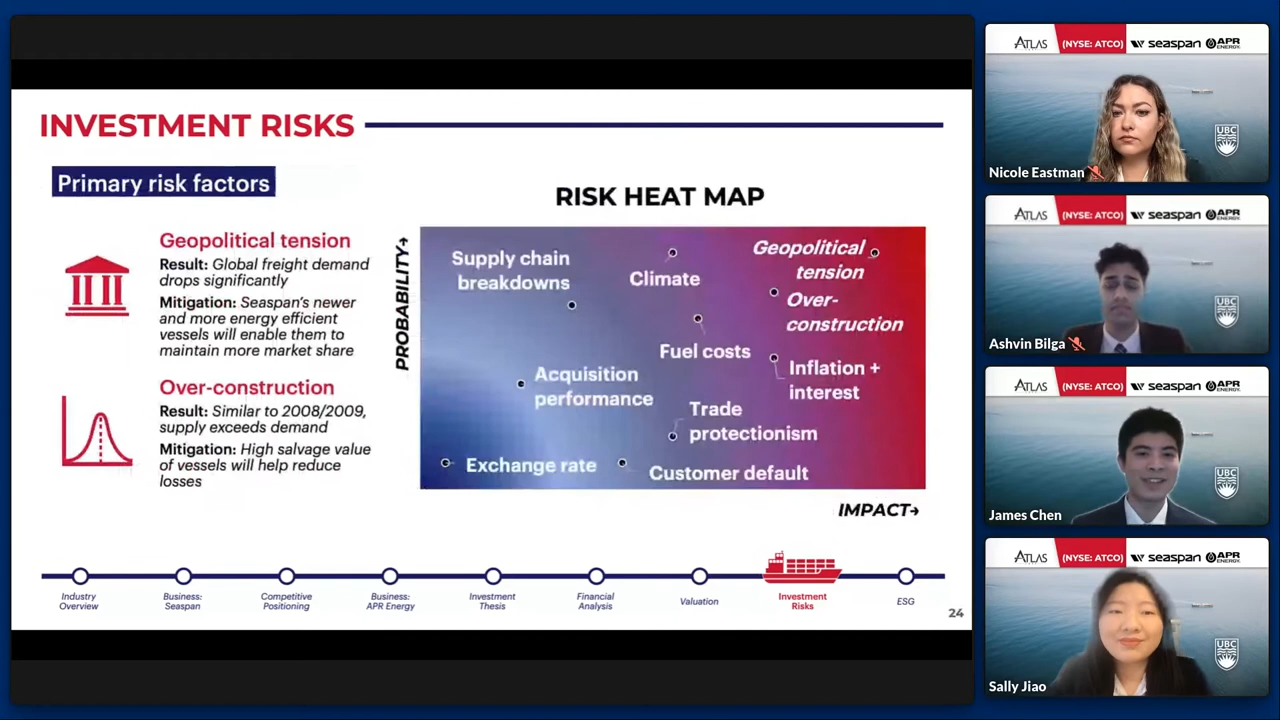 INVESTMENT RISKS
Primary risk factors
Geopolitical tension
Result: Global freight demand
drops significantly
Mitigation: Seaspan's newer
and more energy efficient
vessels will enable them to
maintain more market share
Over-construction
Result: Similar to 2008/2009,
supply exceeds demand
Mitigation: High salvage value
of vessels will help reduce
losses
RISK HEAT MAP
PROBABILITY→
Supply chain
breakdowns
Climate
Geopolitical
tension
Over-
construction
Fuel costs
Inflation +
interest
Acquisition
performance
Trade
protectionism
Exchange rate
Customer default
IMPACT→
Industry
Overview
Business:
Seaspan
Competitive
Positioning
Business:
APR Energy
Investment
Thesis
Financial
Analysis
Valuation
Investment
Risks
ESG
24
ATLAS (NYSE: ATCO) seaspan APR ENERGY
UBC
Nicole Eastman
ATLAS (NYSE: ATCO) seaspan APR ENERGY
UBC
Ashvin Bilga
ATLAS (NYSE: ATCO) seaspan APR ENERGY
UBC
James Chen
ATLAS (NYSE: ATCO) seaspan APR ENERGY
UBC
Sally Jiao